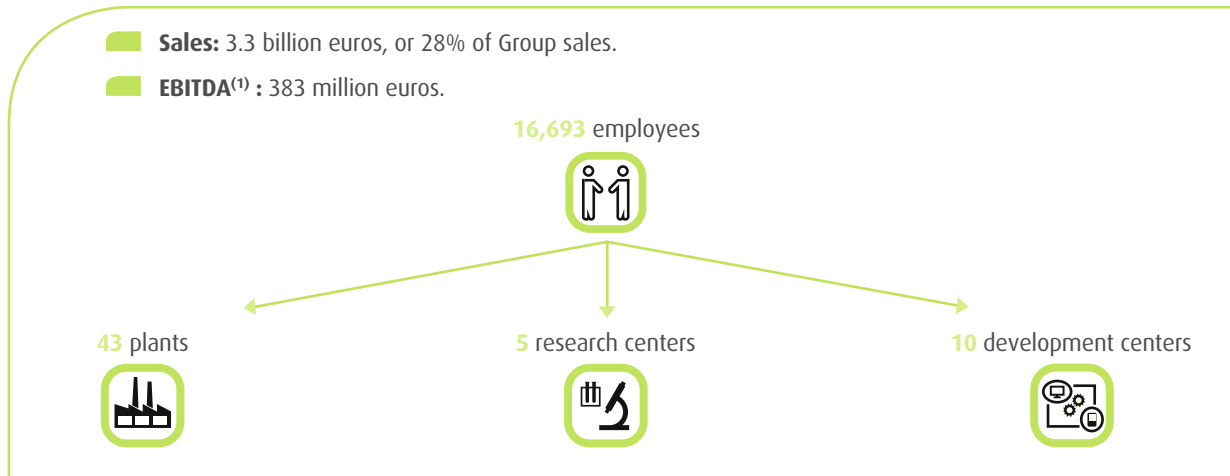 Sales: 3.3 billion euros, or 28% of Group sales.
EBITDA(1) : 383 million euros.
16,693 employees
43 plants
5 research centers
10 development centers